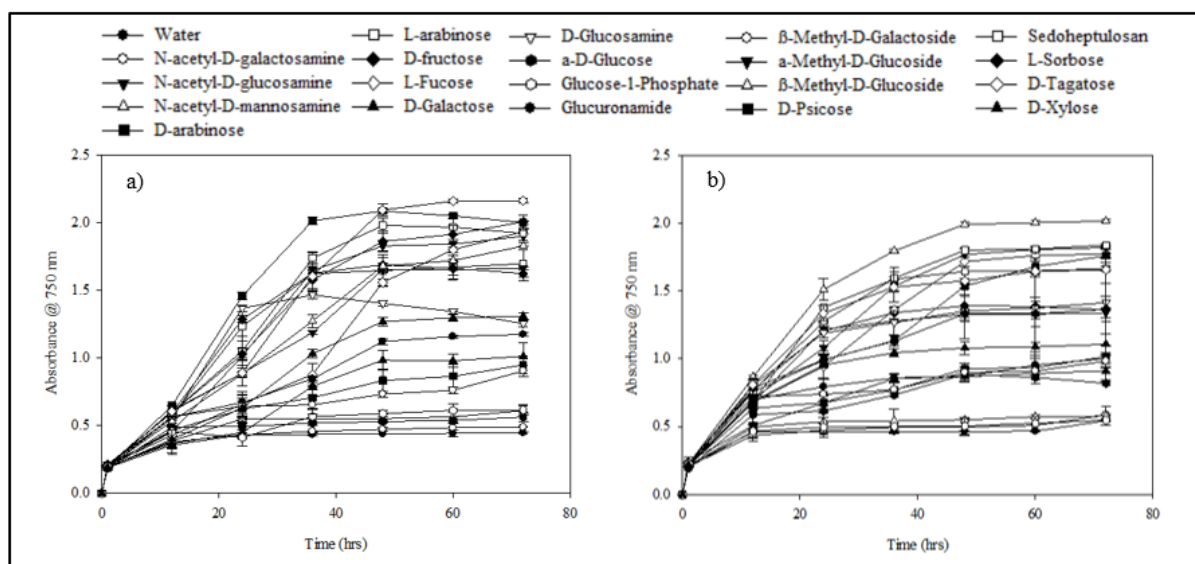 Water L-arabinose D-Glucosamine ß-Methyl-D-Galactoside Sedoheptulosan
N-acetyl-D-galactosamine D-fructose a-D-Glucose a-Methyl-D-Glucoside L-Sorbose
N-acetyl-D-glucosamine L-Fucose Glucose-1-Phosphate ß-Methyl-D-Glucoside D-Tagatose
N-acetyl-D-mannosamine D-Galactose Glucuronamide D-Psicose D-Xylose
D-arabinose
a) b)
2.5 2.5
2.0 2.0
1.5 1.5
1.0 1.0
0.5 0.5
0.0 0.0
Absorbance @ 750 nm Absorbance @ 750 nm
0 20 40 60 80 0 20 40 60 80
Time (hrs) Time (hrs)